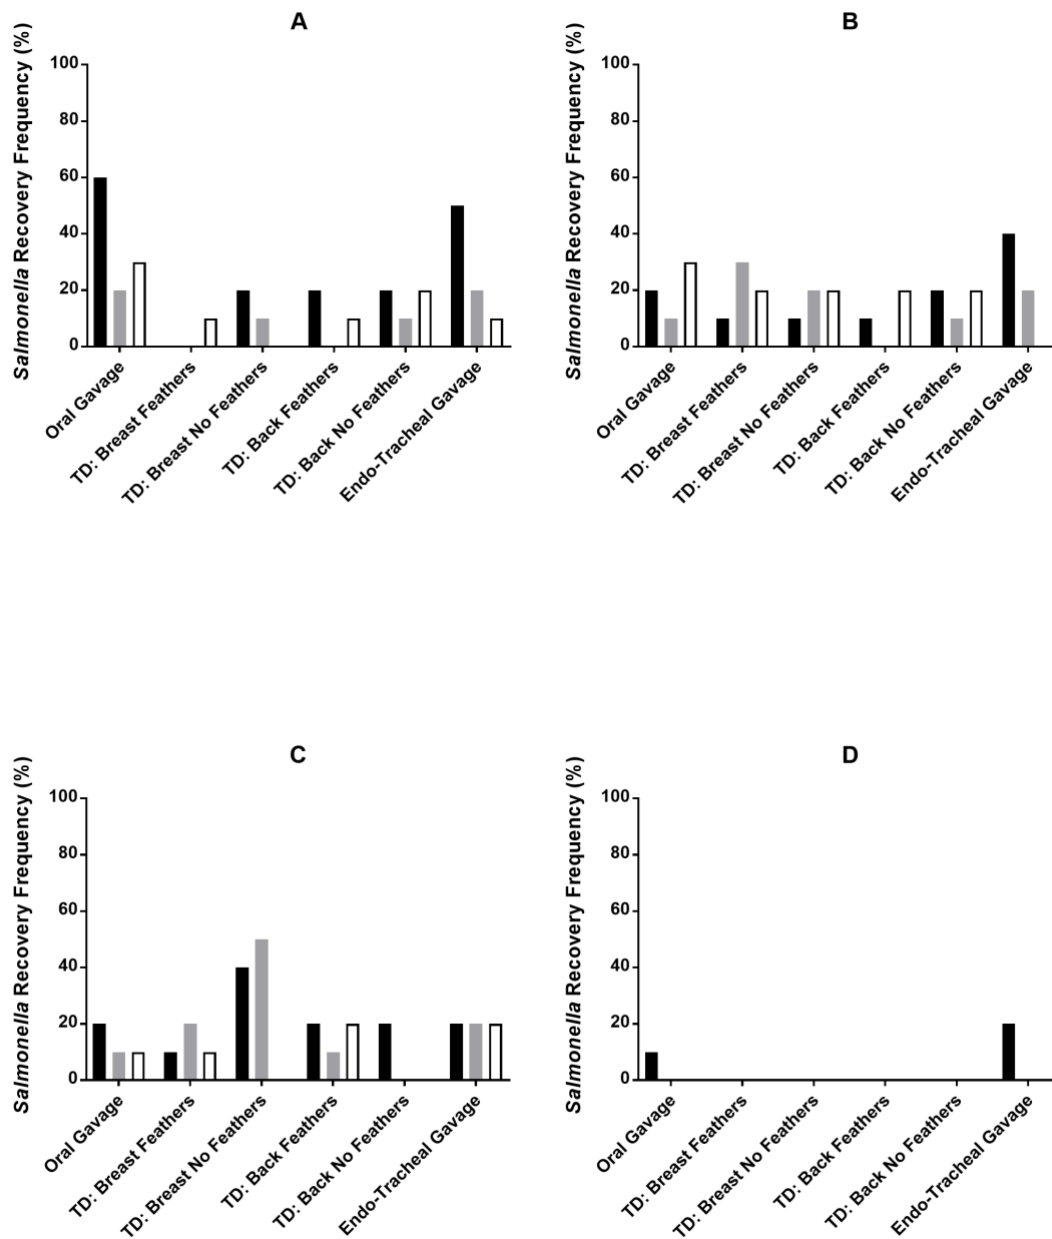 A
Salmonella Recovery Frequency (%)
100
80
60
40
20
0
Oral Gavage
TD: Breast Feathers
TD: Breast No Feathers
TD: Back Feathers
TD: Back No Feathers
Endo-Tracheal Gavage
B
Salmonella Recovery Frequency (%)
100
80
60
40
20
0
Oral Gavage
TD: Breast Feathers
TD: Breast No Feathers
TD: Back Feathers
TD: Back No Feathers
Endo-Tracheal Gavage
C
Salmonella Recovery Frequency (%)
100
80
60
40
20
0
Oral Gavage
TD: Breast Feathers
TD: Breast No Feathers
TD: Back Feathers
TD: Back No Feathers
Endo-Tracheal Gavage
D
Salmonella Recovery Frequency (%)
100
80
60
40
20
0
Oral Gavage
TD: Breast Feathers
TD: Breast No Feathers
TD: Back Feathers
TD: Back No Feathers
Endo-Tracheal Gavage